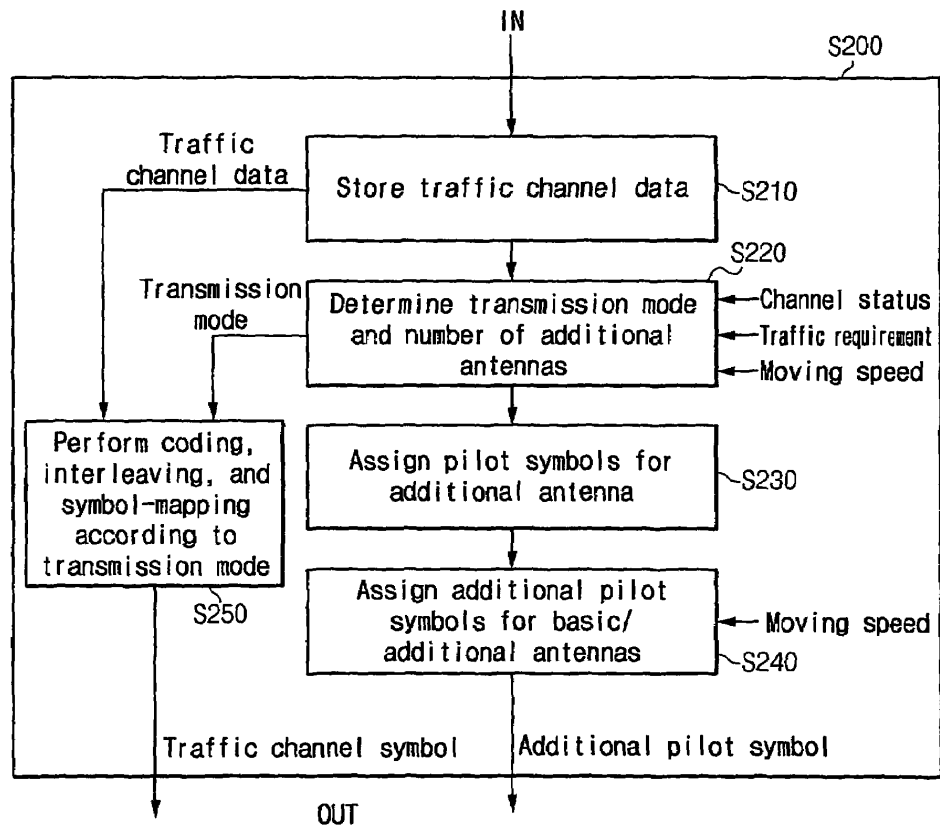 IN
S200
Traffic
channel data
Store traffic channel data
S210
S220
Transmission
mode
Determine transmission mode
and number of additional
antennas
Channel status
Traffic requirement
Moving speed
Perform coding,
interleaving, and
symbol-mapping
according to
transmission mode
S250
Assign pilot symbols for
additional antenna
S230
Assign additional pilot
symbols for basic/
additional antennas
Moving speed
S240
Traffic channel symbol
Additional pilot symbol
OUT